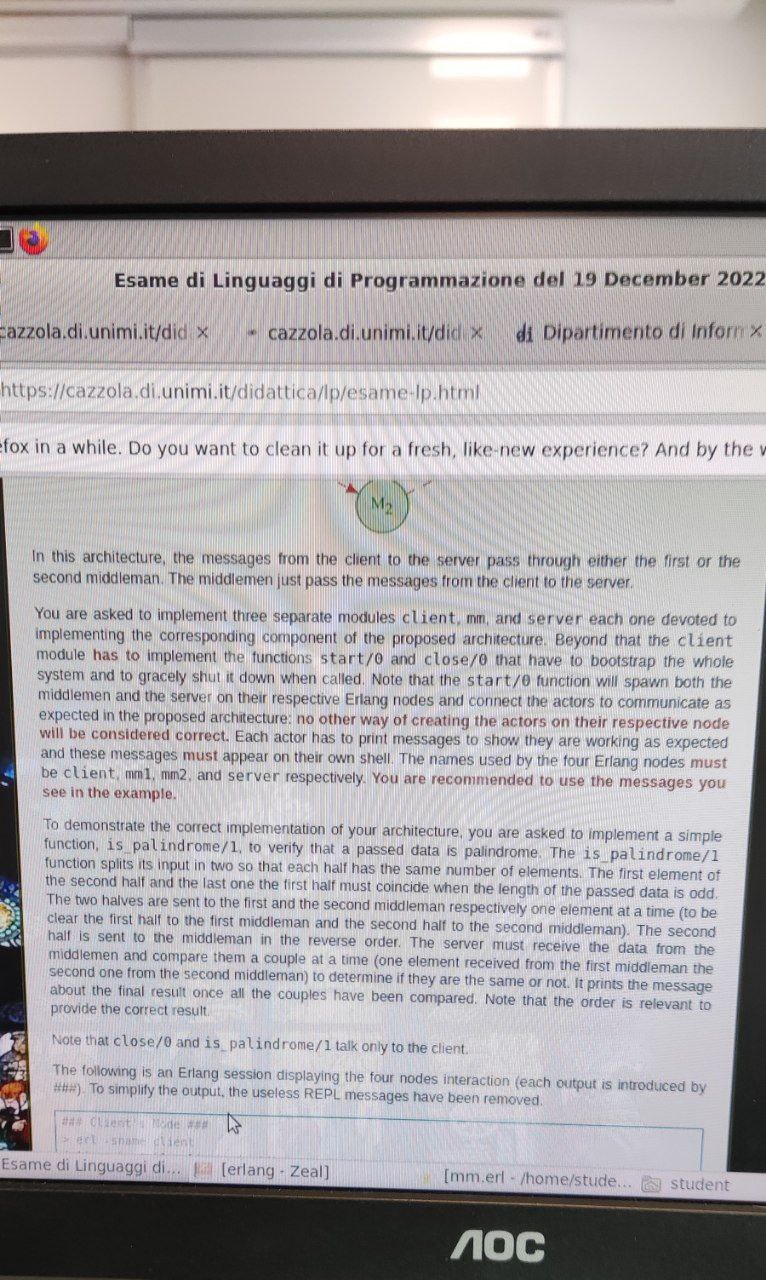 Esame di Linguaggi di Programmazione del 19 December 2022
cazzola.di.unimi.it/did × cazzola.di.unimi.it/did × di Dipartimento di Inform ×
https://cazzola.di.unimi.it/didattica/lp/esame-lp.html
efox in a while. Do you want to clean it up for a fresh, like-new experience? And by the w
M2
In this architecture, the messages from the client to the server pass through either the first or the
second middleman. The middlemen just pass the messages from the client to the server.
You are asked to implement three separate modules client, mm, and server each one devoted to
implementing the corresponding component of the proposed architecture. Beyond that the client
module has to implement the functions start/0 and close/0 that have to bootstrap the whole
system and to gracely shut it down when called. Note that the start/0 function will spawn both the
middlemen and the server on their respective Erlang nodes and connect the actors to communicate as
expected in the proposed architecture: no other way of creating the actors on their respective node
will be considered correct. Each actor has to print messages to show they are working as expected
and these messages must appear on their own shell. The names used by the four Erlang nodes must
be client, mm1, mm2, and server respectively. You are recommended to use the messages you
see in the example.
To demonstrate the correct implementation of your architecture, you are asked to implement a simple
function, is_palindrome/1, to verify that a passed data is palindrome. The is_palindrome/1
function splits its input in two so that each half has the same number of elements. The first element of
the second half and the last one the first half must coincide when the length of the passed data is odd.
The two halves are sent to the first and the second middleman respectively one element at a time (to be
clear the first half to the first middleman and the second half to the second middleman). The second
half is sent to the middleman in the reverse order. The server must receive the data from the
middlemen and compare them a couple at a time (one element received from the first middleman the
second one from the second middleman) to determine if they are the same or not. It prints the message
about the final result once all the couples have been compared. Note that the order is relevant to
provide the correct result.
Note that close/0 and is_palindrome/1 talk only to the client.
The following is an Erlang session displaying the four nodes interaction (each output is introduced by
###). To simplify the output, the useless REPL messages have been removed.
### Client's Node ###
> erl -sname client
Esame di Linguaggi di... [erlang - Zeal] [mm.erl - /home/stude... student
AOC